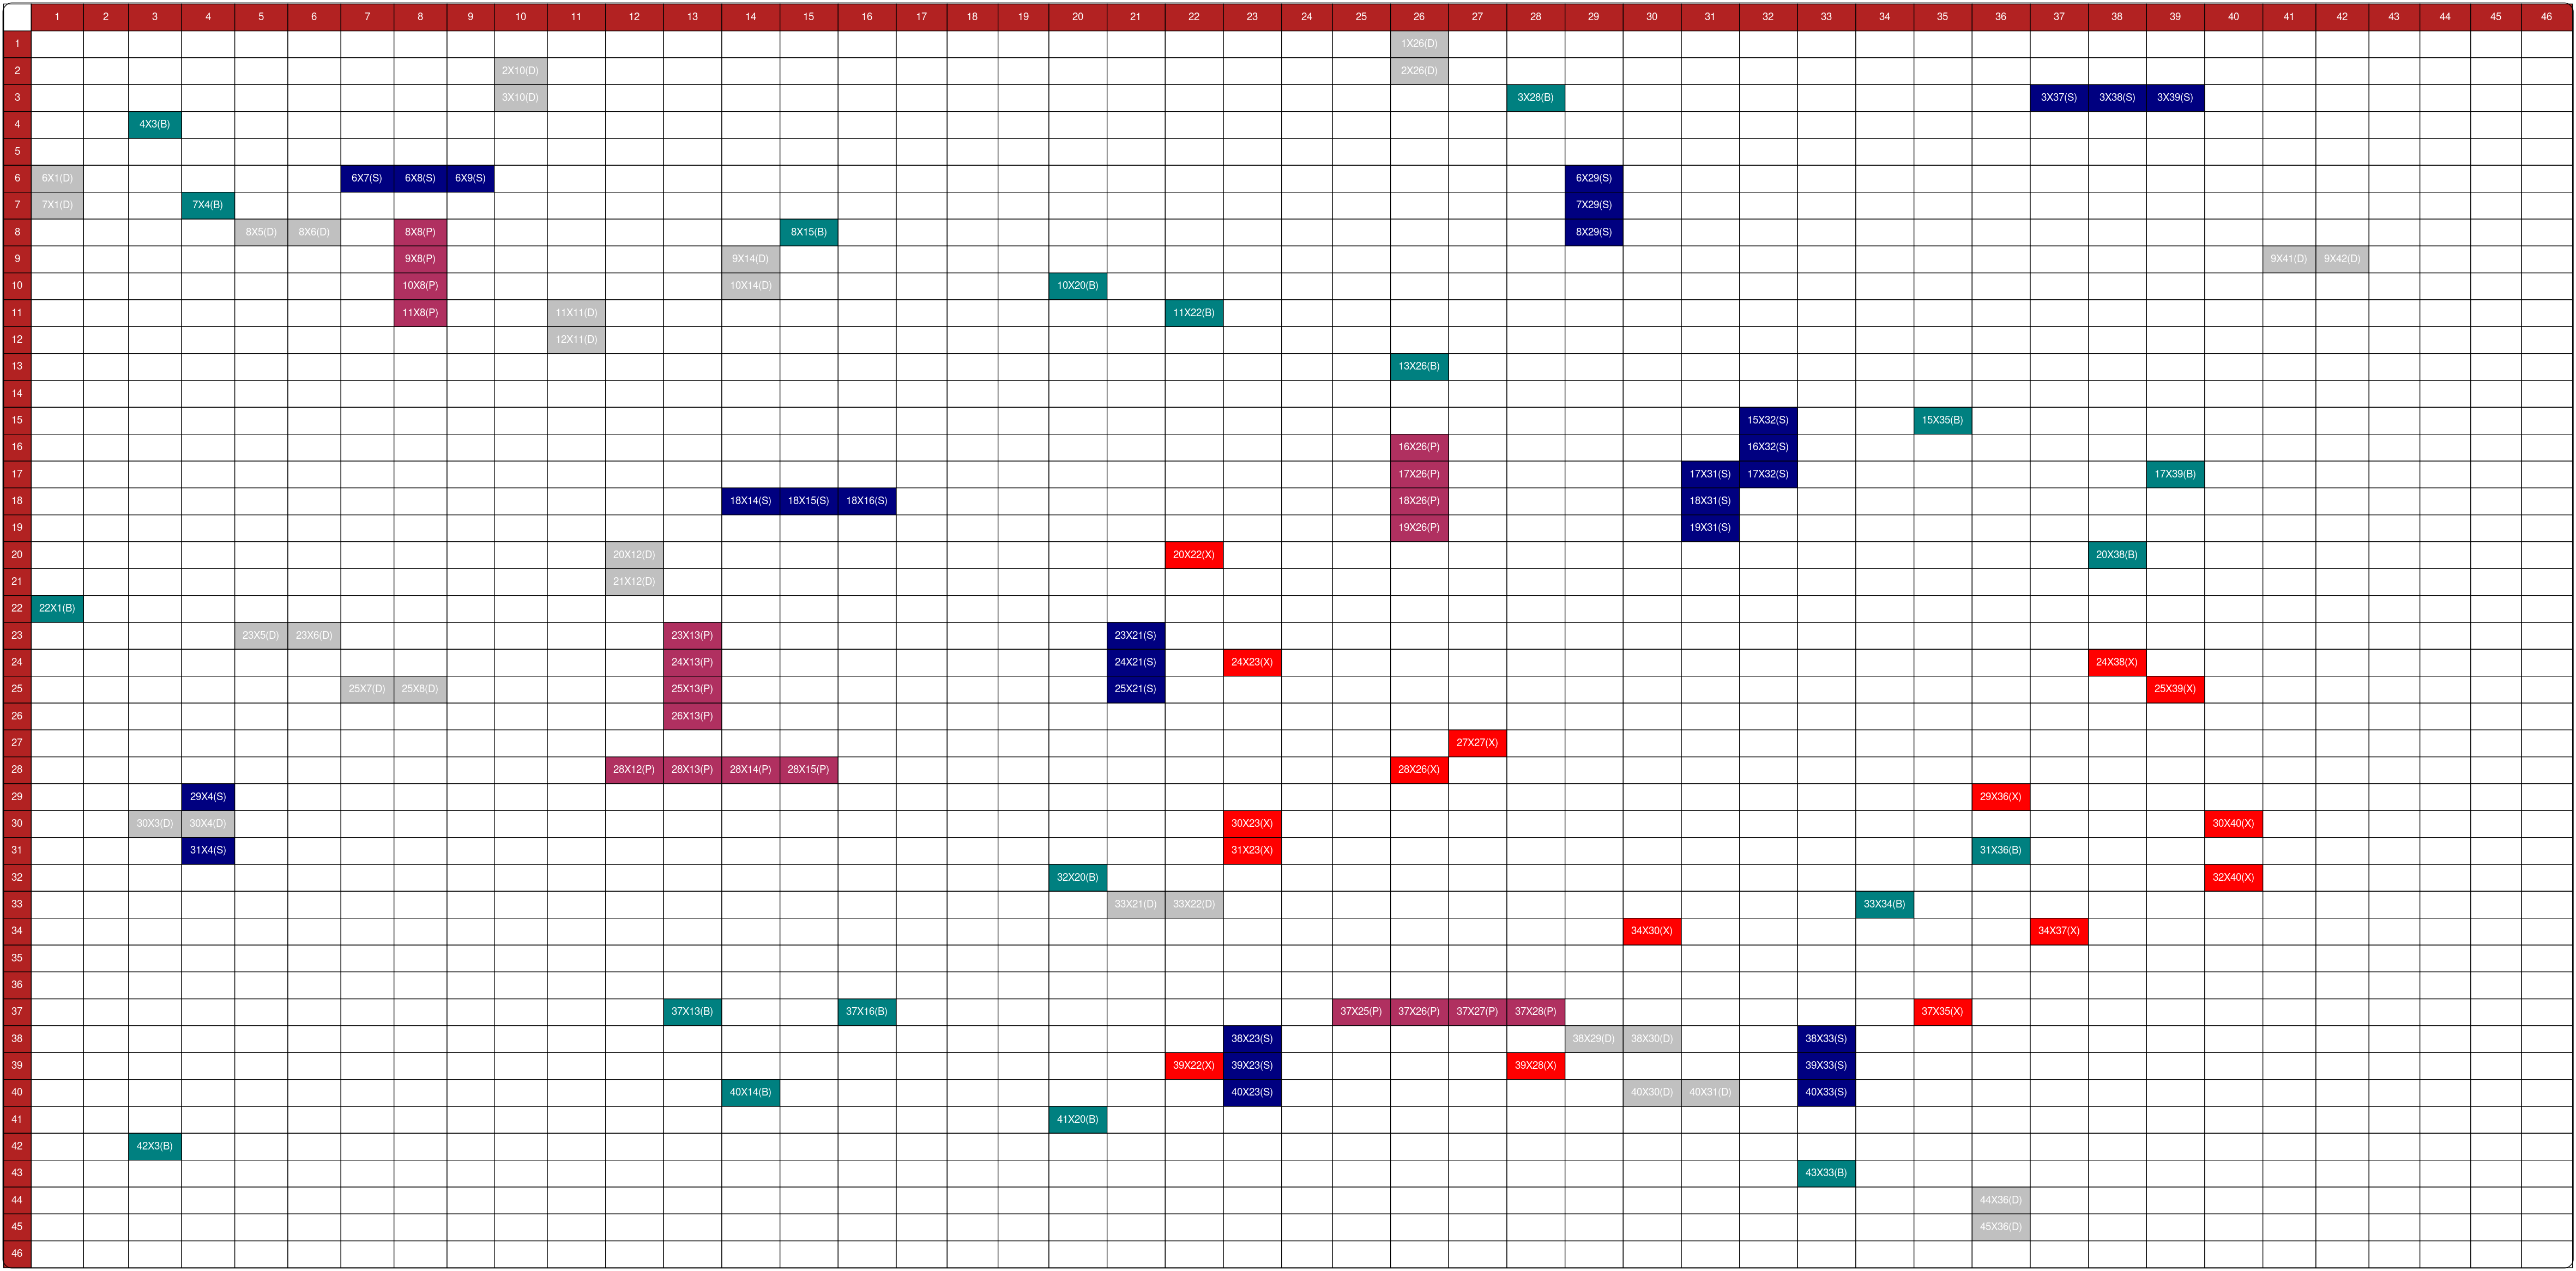 1 2 3 4 5 6 7 8 9 10 11 12 13 14 15 16 17 18 19 20 21 22 23 24 25 26 27 28 29 30 31 32 33 34 35 36 37 38 39 40 41 42 43 44 45 46
1 1X26(D)
2 2X10(D) 2X26(D)
3 3X10(D) 3X28(B) 3X37(S) 3X38(S) 3X39(S)
4 4X3(B)
5
6 6X1(D) 6X7(S) 6X8(S) 6X9(S) 6X29(S)
7 7X1(D) 7X4(B) 7X29(S)
8 8X5(D) 8X6(D) 8X8(P) 8X15(B) 8X29(S)
9 9X8(P) 9X14(D) 9X41(D) 9X42(D)
10 10X8(P) 10X14(D) 10X20(B)
11 11X8(P) 11X11(D) 11X22(B)
12 12X11(D)
13 13X26(B)
14
15 15X32(S) 15X35(B)
16 16X26(P) 16X32(S)
17 17X26(P) 17X31(S) 17X32(S) 17X39(B)
18 18X14(S) 18X15(S) 18X16(S) 18X26(P) 18X31(S)
19 19X26(P) 19X31(S)
20 20X12(D) 20X22(X) 20X38(B)
21 21X12(D)
22 22X1(B)
23 23X5(D) 23X6(D) 23X13(P) 23X21(S)
24 24X13(P) 24X21(S) 24X23(X) 24X38(X)
25 25X7(D) 25X8(D) 25X13(P) 25X21(S) 25X39(X)
26 26X13(P)
27 27X27(X)
28 28X12(P) 28X13(P) 28X14(P) 28X15(P) 28X26(X)
29 29X4(S) 29X36(X)
30 30X3(D) 30X4(D) 30X23(X) 30X40(X)
31 31X4(S) 31X23(X) 31X36(B)
32 32X20(B) 32X40(X)
33 33X21(D) 33X22(D) 33X34(B)
34 34X30(X) 34X37(X)
35
36
37 37X13(B) 37X16(B) 37X25(P) 37X26(P) 37X27(P) 37X28(P) 37X35(X)
38 38X23(S) 38X29(D) 38X30(D) 38X33(S)
39 39X22(X) 39X23(S) 39X28(X) 39X33(S)
40 40X14(B) 40X23(S) 40X30(D) 40X31(D) 40X33(S)
41 41X20(B)
42 42X3(B)
43 43X33(B)
44 44X36(D)
45 45X36(D)
46